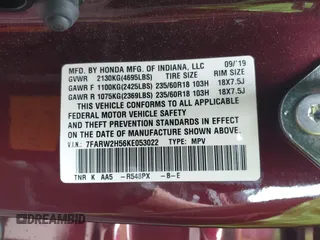 MFD. BY HONDA MFG. OF INDIANA, LLC 09/19
GVWR 2130KG(4695LBS) TIRE SIZE RIM SIZE
GAWR F 1100KG(2425LBS) 235/60R18 103H 18X7.5J
GAWR R 1075KG(2369LBS) 235/60R18 103H 18X7.5J
THIS VEHICLE CONFORMS TO ALL APPLICABLE
FEDERAL MOTOR VEHICLE SAFETY AND
BUMPER STANDARDS IN EFFECT ON THE DATE
OF MANUFACTURE SHOWN ABOVE.
V.I.N.: 7FARW2H56KE053022 TYPE: MPV
TNR K AA5 -R548PX -B-E
DREAMBID